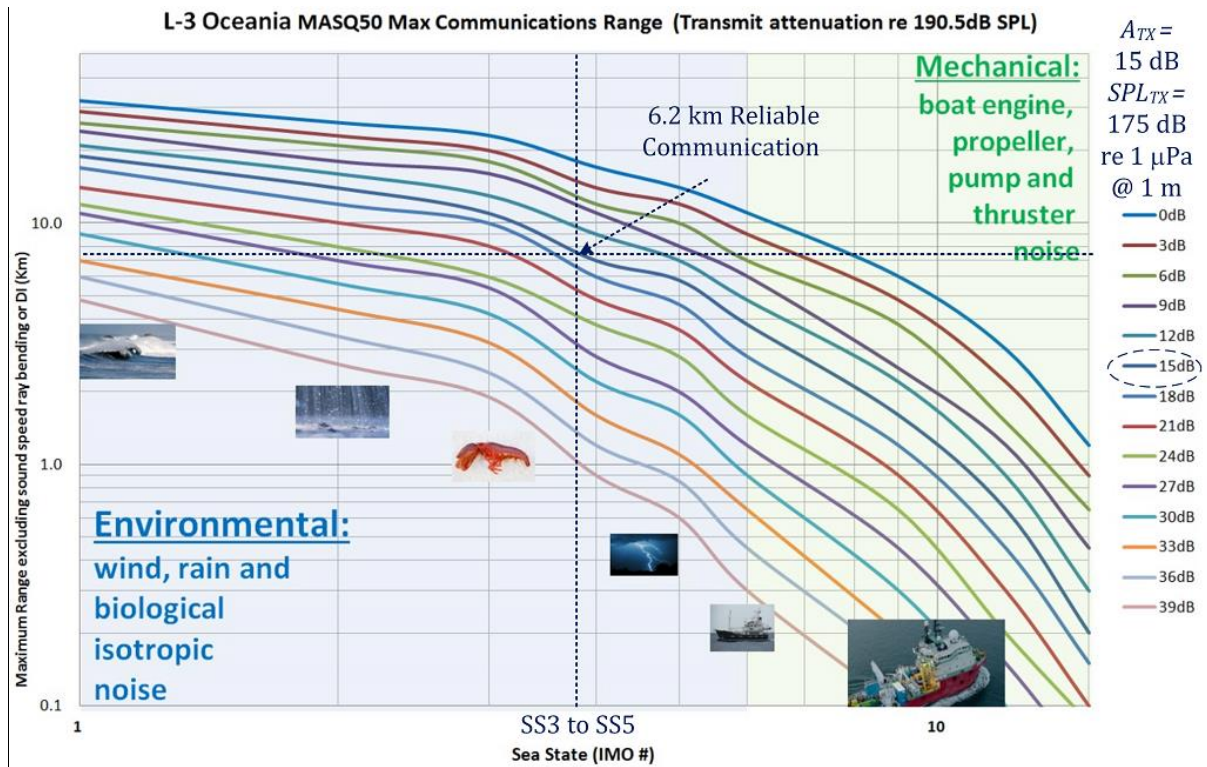 L-3 Oceania MASQ50 Max Communications Range (Transmit attenuation re 190.5dB SPL)
A_TX =
15 dB
SPL_TX =
175 dB
re 1 μPa
@ 1 m
Mechanical:
boat engine,
propeller,
pump and
thruster
noise
6.2 km Reliable
Communication
Maximum Range excluding sound speed ray bending or DI (Km)
10.0
1.0
0.1
Environmental:
wind, rain and
biological
isotropic
noise
0dB
3dB
6dB
9dB
12dB
15dB
18dB
21dB
24dB
27dB
30dB
33dB
36dB
39dB
1
SS3 to SS5
10
Sea State (IMO #)